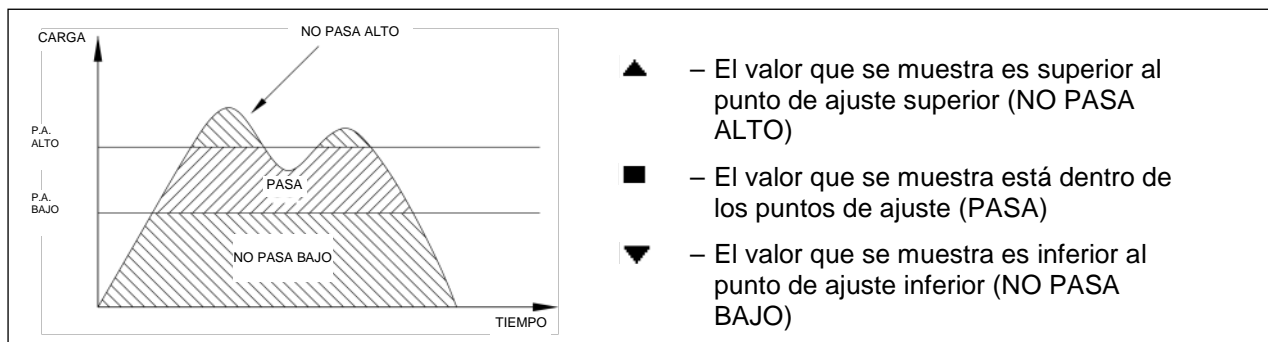 CARGA
NO PASA ALTO
P.A.
ALTO
PASA
P.A.
BAJO
NO PASA BAJO
TIEMPO
– El valor que se muestra es superior al
punto de ajuste superior (NO PASA
ALTO)
– El valor que se muestra está dentro de
los puntos de ajuste (PASA)
– El valor que se muestra es inferior al
punto de ajuste inferior (NO PASA
BAJO)